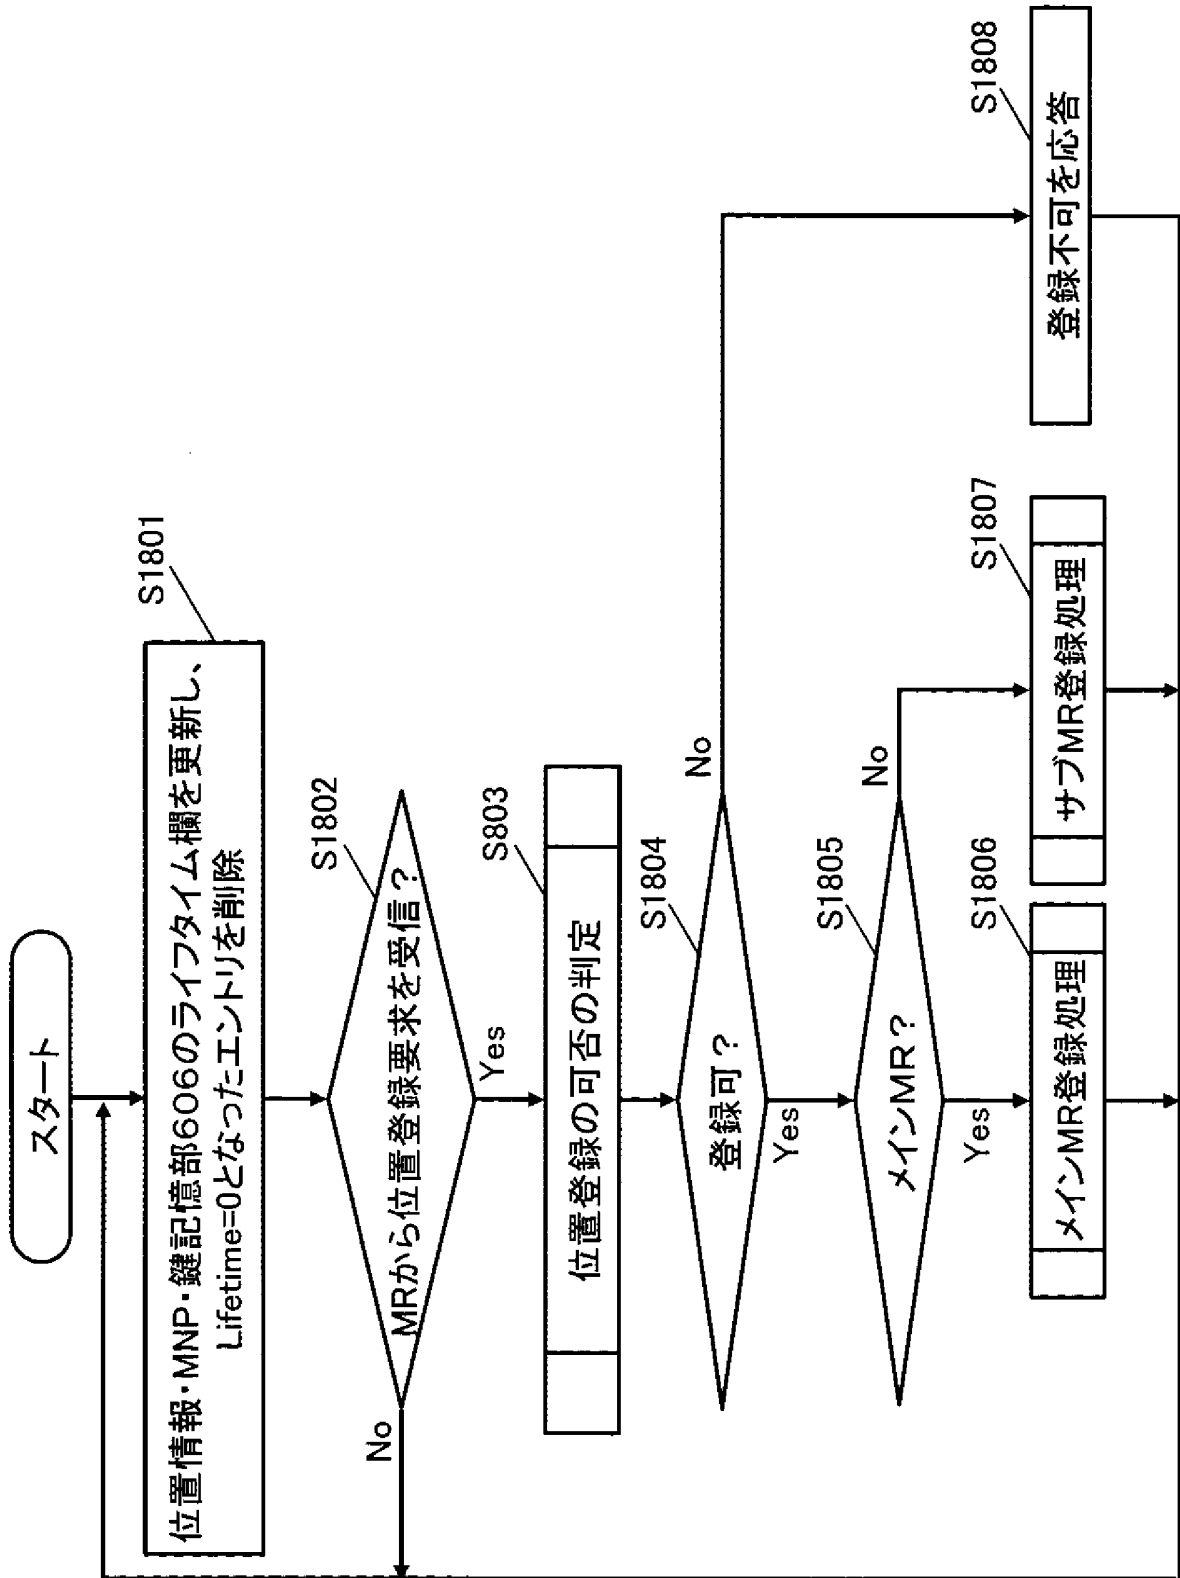 スタート
位置情報・MNP・鍵記憶部6066のライフタイム欄を更新し、
Lifetime=0となったエントリを削除
S1801
MRから位置登録要求を受信?
S1802
No
Yes
位置登録の可否の判定
S803
登録可?
S1804
No
Yes
メインMR?
S1805
No
Yes
メインMR登録処理
S1806
サブMR登録処理
S1807
登録不可を応答
S1808